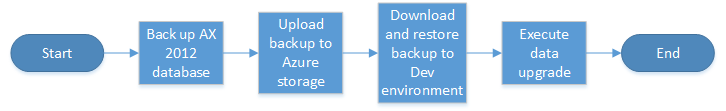 Start
Back up AX
2012
database
Upload
backup to
Azure
storage
Download
and restore
backup to
Dev
environment
Execute
data
upgrade
End